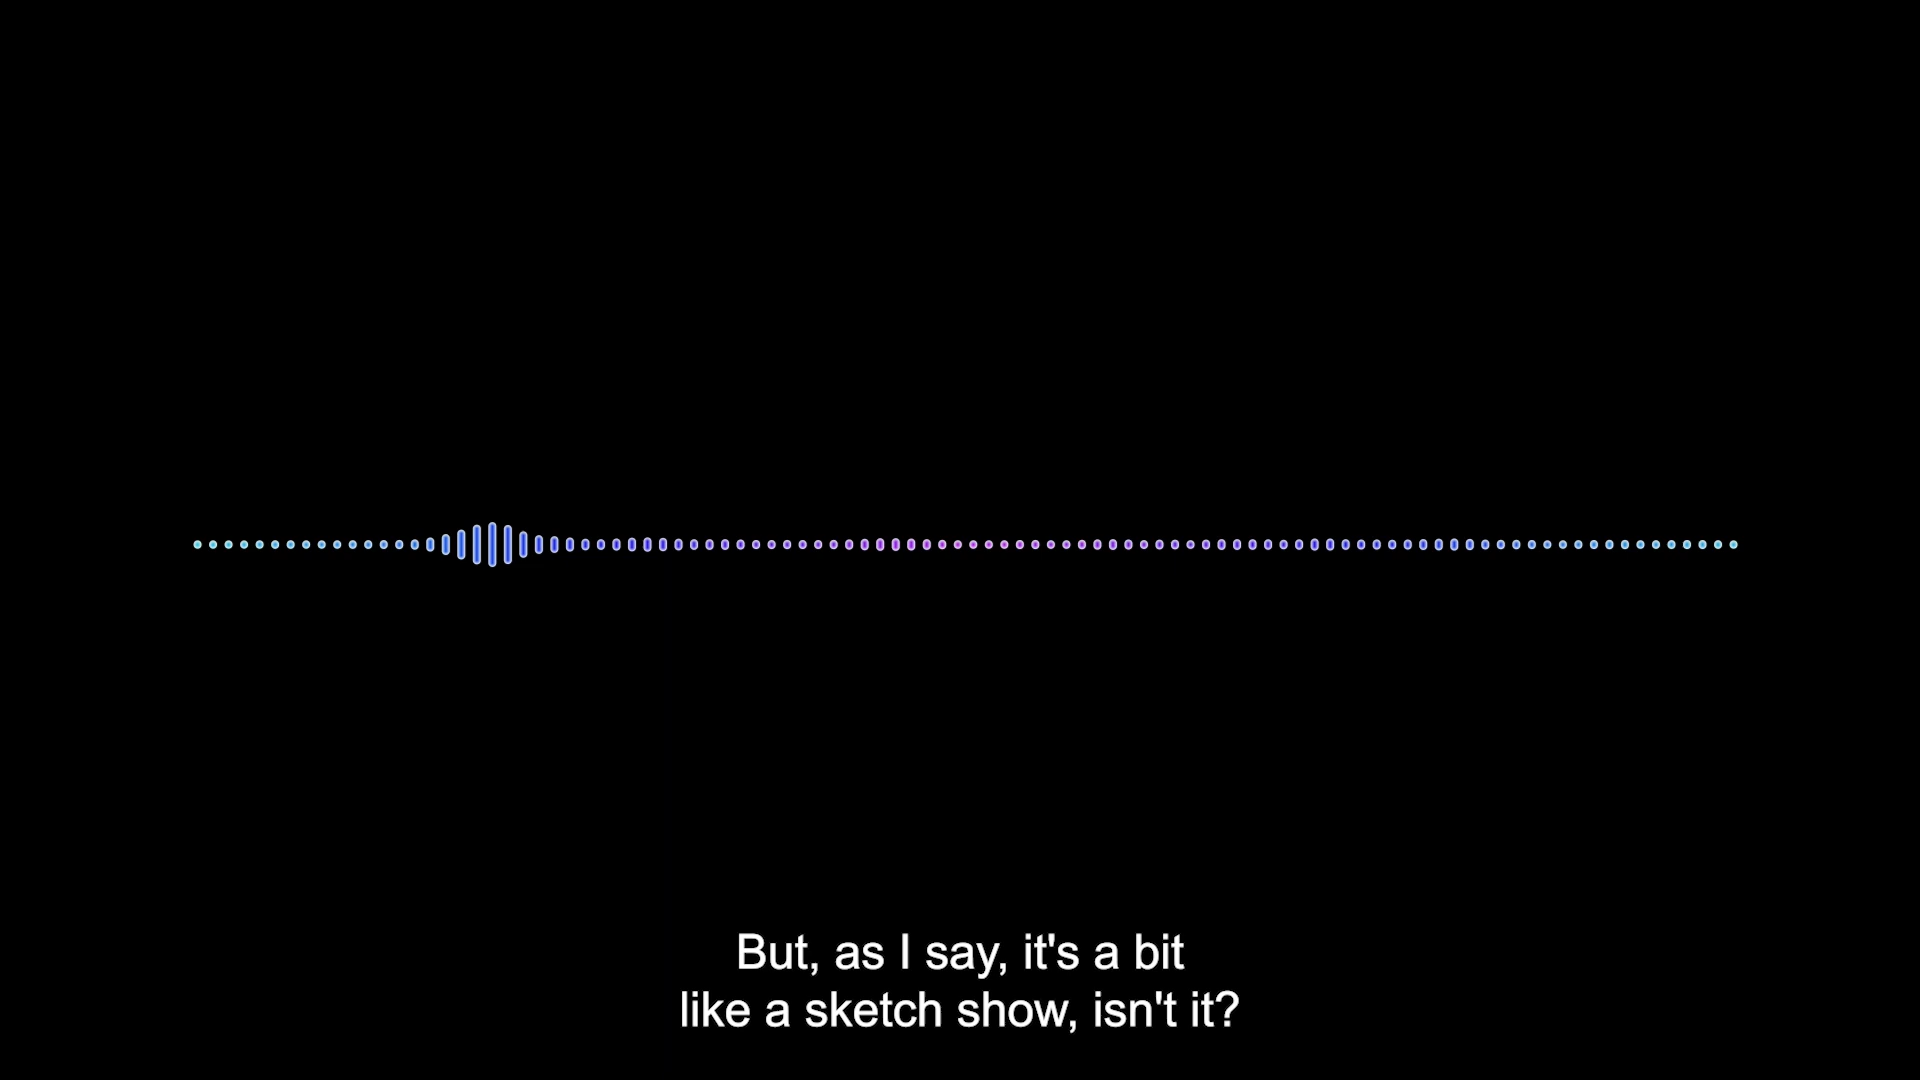 But, as I say, it's a bit
like a sketch show, isn't it?